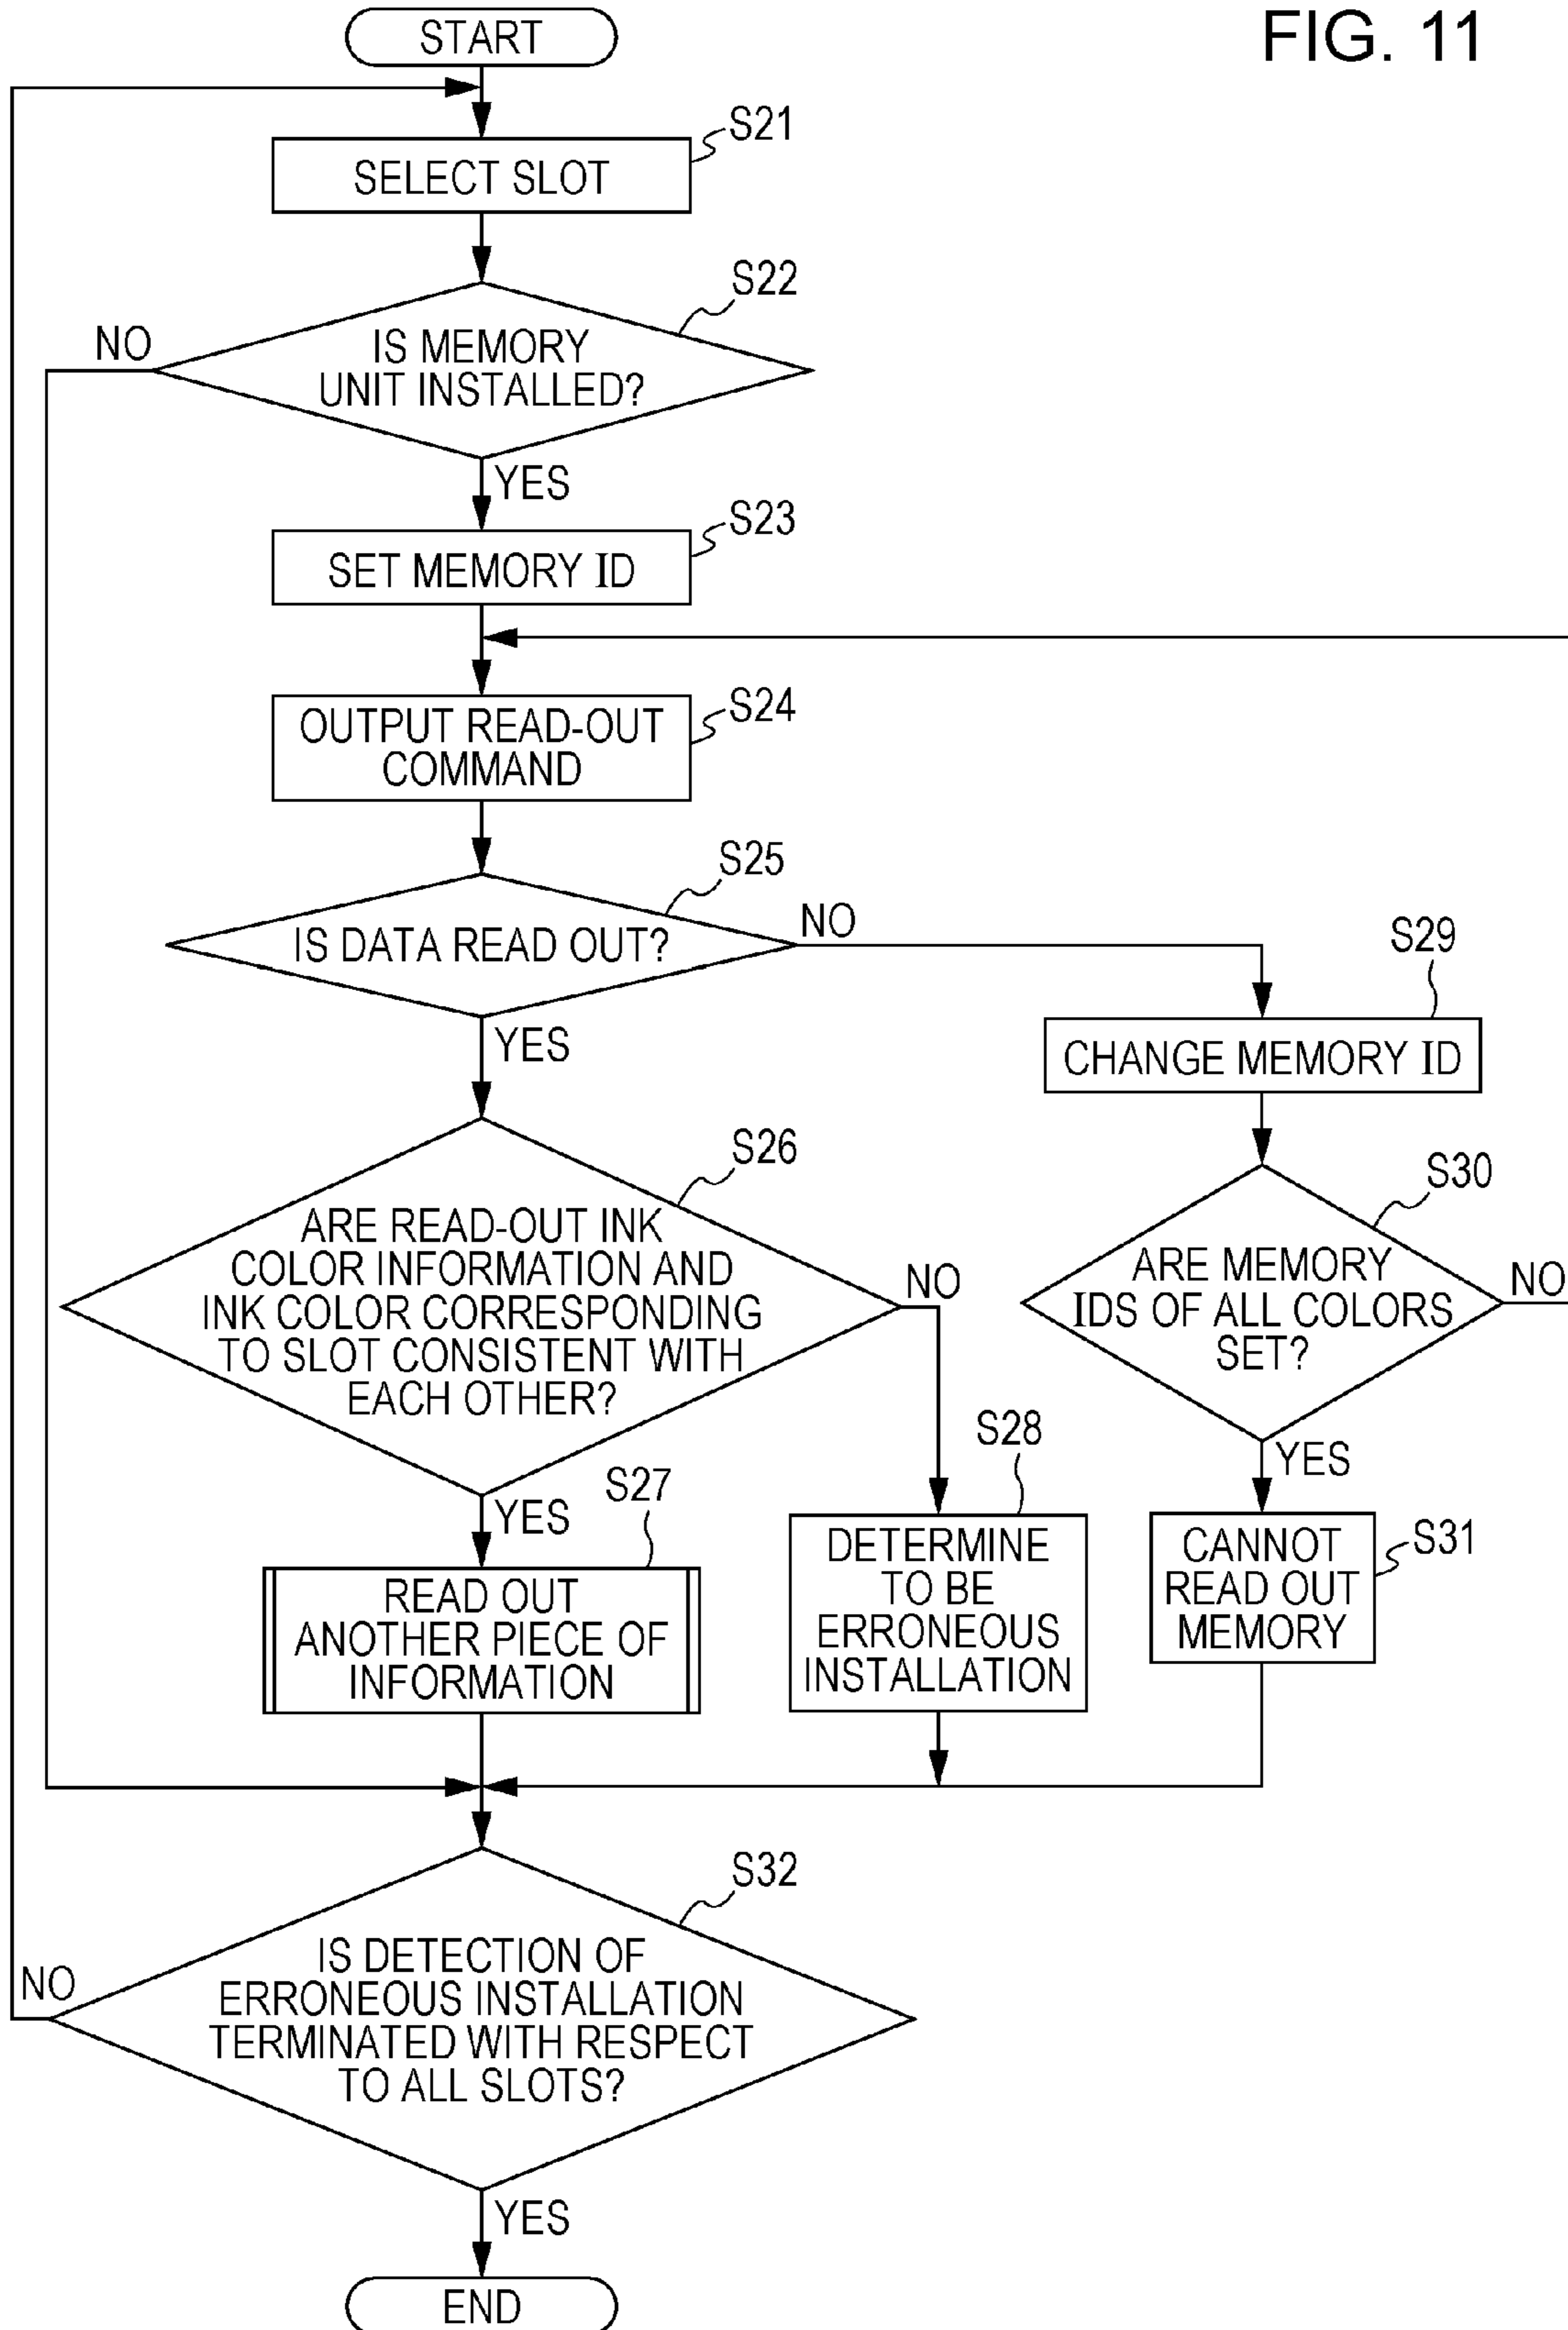 FIG. 11
START
S21
SELECT SLOT
S22
NO
IS MEMORY
UNIT INSTALLED?
YES
S23
SET MEMORY ID
S24
OUTPUT READ-OUT
COMMAND
S25
IS DATA READ OUT?
NO
YES
S29
CHANGE MEMORY ID
S26
ARE READ-OUT INK
COLOR INFORMATION AND
INK COLOR CORRESPONDING
TO SLOT CONSISTENT WITH
EACH OTHER?
NO
YES
S30
ARE MEMORY
IDS OF ALL COLORS
SET?
NO
YES
S27
READ OUT
ANOTHER PIECE OF
INFORMATION
S28
DETERMINE
TO BE
ERRONEOUS
INSTALLATION
S31
CANNOT
READ OUT
MEMORY
S32
IS DETECTION OF
ERRONEOUS INSTALLATION
TERMINATED WITH RESPECT
TO ALL SLOTS?
NO
YES
END